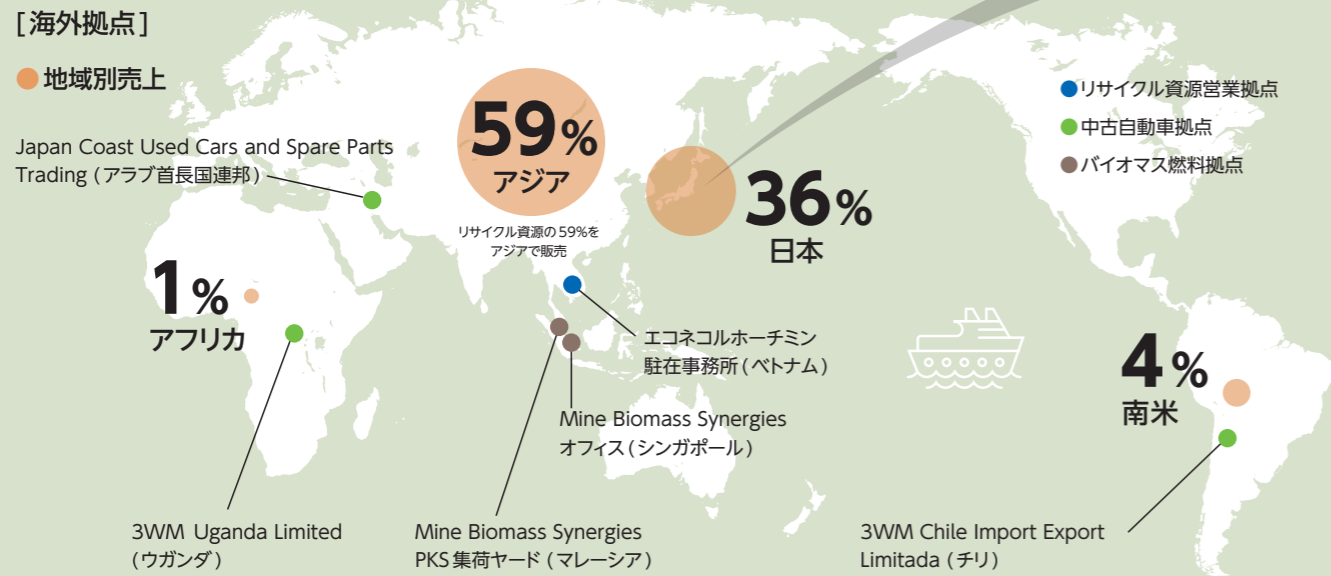 [海外拠点]
地域別売上
リサイクル資源営業拠点
中古自動車拠点
バイオマス燃料拠点
Japan Coast Used Cars and Spare Parts
Trading (アラブ首長国連邦)
59%
アジア
リサイクル資源の59%を
アジアで販売
36%
日本
1%
アフリカ
エコネコルホーチミン
駐在事務所(ベトナム)
4%
南米
Mine Biomass Synergies
オフィス(シンガポール)
3WM Uganda Limited
(ウガンダ)
Mine Biomass Synergies
PKS集荷ヤード(マレーシア)
3WM Chile Import Export
Limitada (チリ)